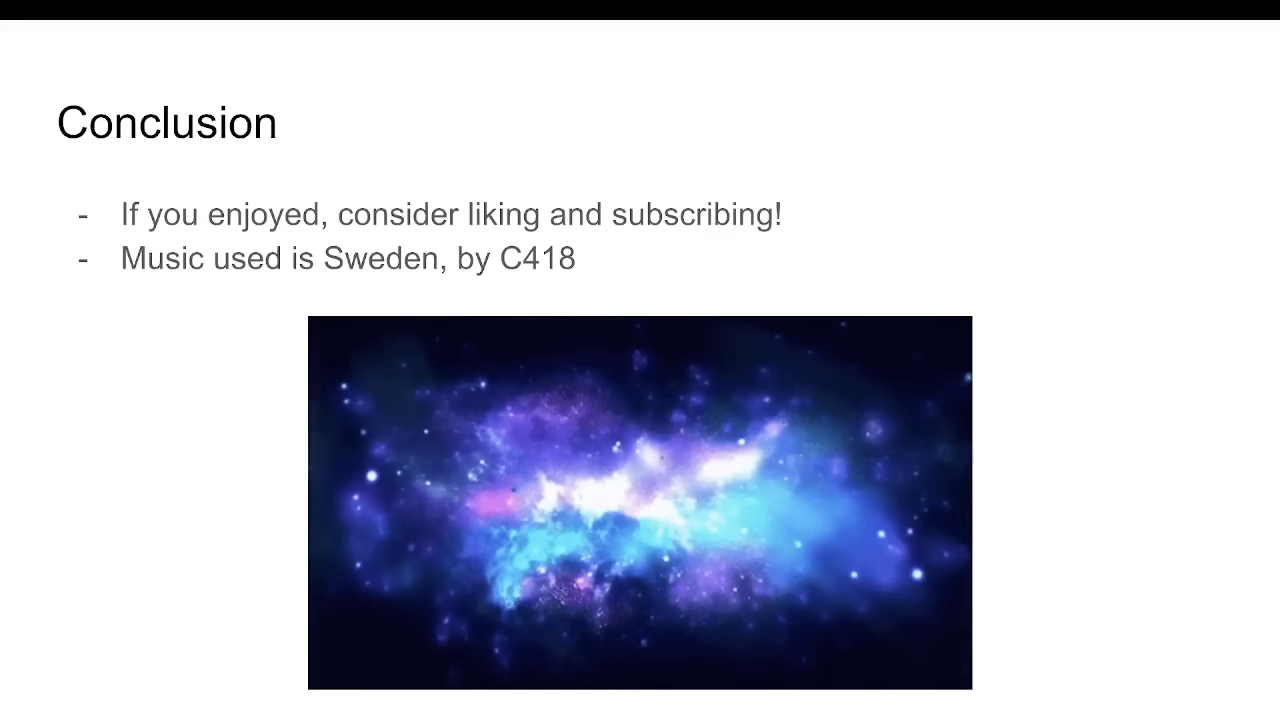 Conclusion
- If you enjoyed, consider liking and subscribing!
- Music used is Sweden, by C418